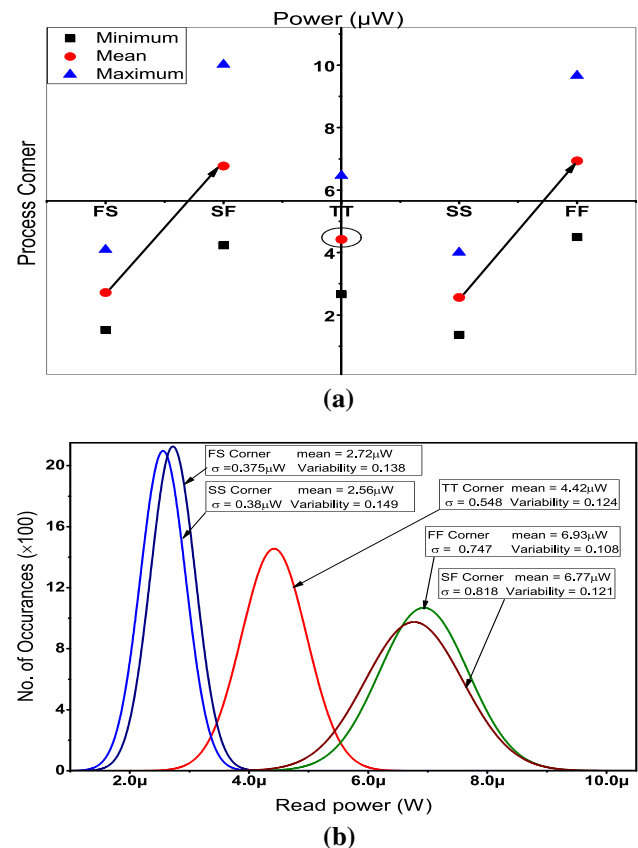 Power (μW)
Minimum
Mean
Maximum
10
8
6
4
2
FS SF TT SS FF
Process Corner
(a)
20
16
12
8
4
0
No. of Occurances (×100)
FS Corner mean = 2.72μW
σ =0.375μW Variability = 0.138
SS Corner mean = 2.56μW
σ = 0.38μW Variability = 0.149
TT Corner mean = 4.42μW
σ = 0.548 Variability = 0.124
FF Corner mean = 6.93μW
σ = 0.747 Variability = 0.108
SF Corner mean = 6.77μW
σ = 0.818 Variability = 0.121
2.0μ 4.0μ 6.0μ 8.0μ 10.0μ
Read power (W)
(b)